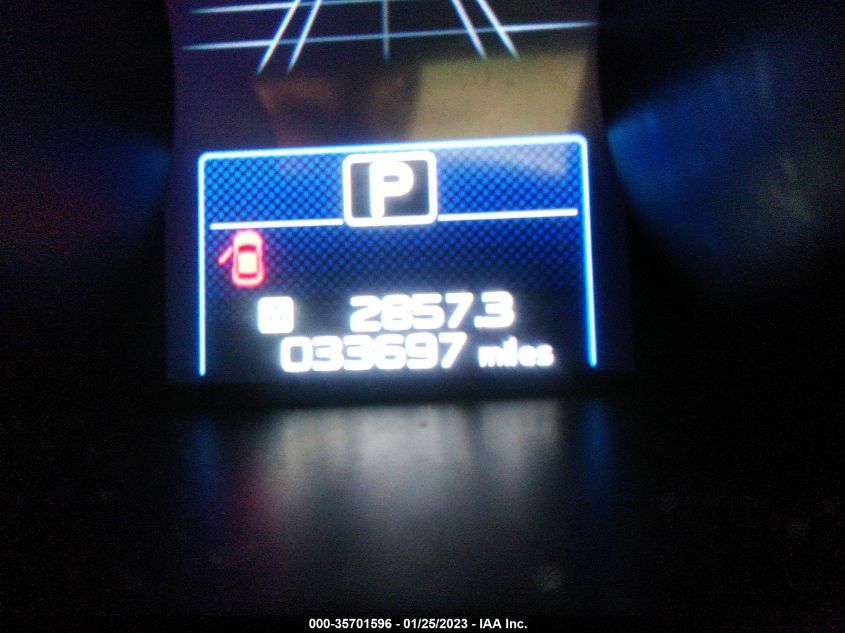 P
2857.3
033697 miles
000-35701596 - 01/25/2023 - IAA Inc.